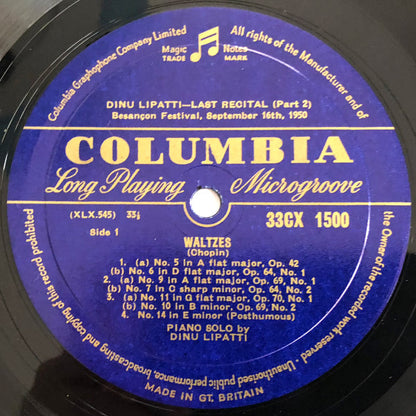 Columbia Graphophone Company Limited
All rights of the Manufacturer and of
the Owner of the recorded work reserved
Unauthorised public performance, broadcasting and copying of this record prohibited
Magic Notes
TRADE MARK
DINU LIPATTI—LAST RECITAL (Part 2)
Besançon Festival, September 16th, 1950
COLUMBIA
Long Playing Microgroove
(XLX.545) 33⅓
33CX 1500
Side 1
WALTZES
(Chopin)
1. (a) No. 5 in A flat major, Op. 42
(b) No. 6 in D flat major, Op. 64, No. 1
2. (a) No. 9 in A flat major, Op. 69, No. 1
(b) No. 7 in C sharp minor, Op. 64, No. 2
3. (a) No. 11 in G flat major, Op. 70, No. 1
(b) No. 10 in B minor, Op. 69, No. 2
4. No. 14 in E minor (Posthumous)
PIANO SOLO by
DINU LIPATTI
MADE IN GT. BRITAIN